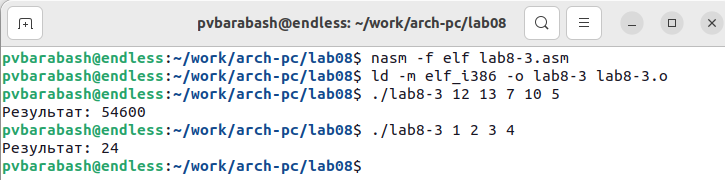 pvbarabash@endless: ~/work/arch-pc/lab08
pvbarabash@endless:~/work/arch-pc/lab08$ nasm -f elf lab8-3.asm
pvbarabash@endless:~/work/arch-pc/lab08$ ld -m elf_i386 -o lab8-3 lab8-3.o
pvbarabash@endless:~/work/arch-pc/lab08$ ./lab8-3 12 13 7 10 5
Результат: 54600
pvbarabash@endless:~/work/arch-pc/lab08$ ./lab8-3 1 2 3 4
Результат: 24
pvbarabash@endless:~/work/arch-pc/lab08$